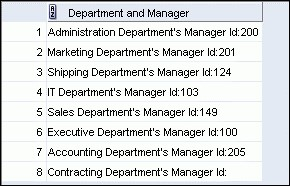 Department and Manager
1 Administration Department's Manager Id:200
2 Marketing Department's Manager Id:201
3 Shipping Department's Manager Id:124
4 IT Department's Manager Id:103
5 Sales Department's Manager Id:149
6 Executive Department's Manager Id:100
7 Accounting Department's Manager Id:205
8 Contracting Department's Manager Id: